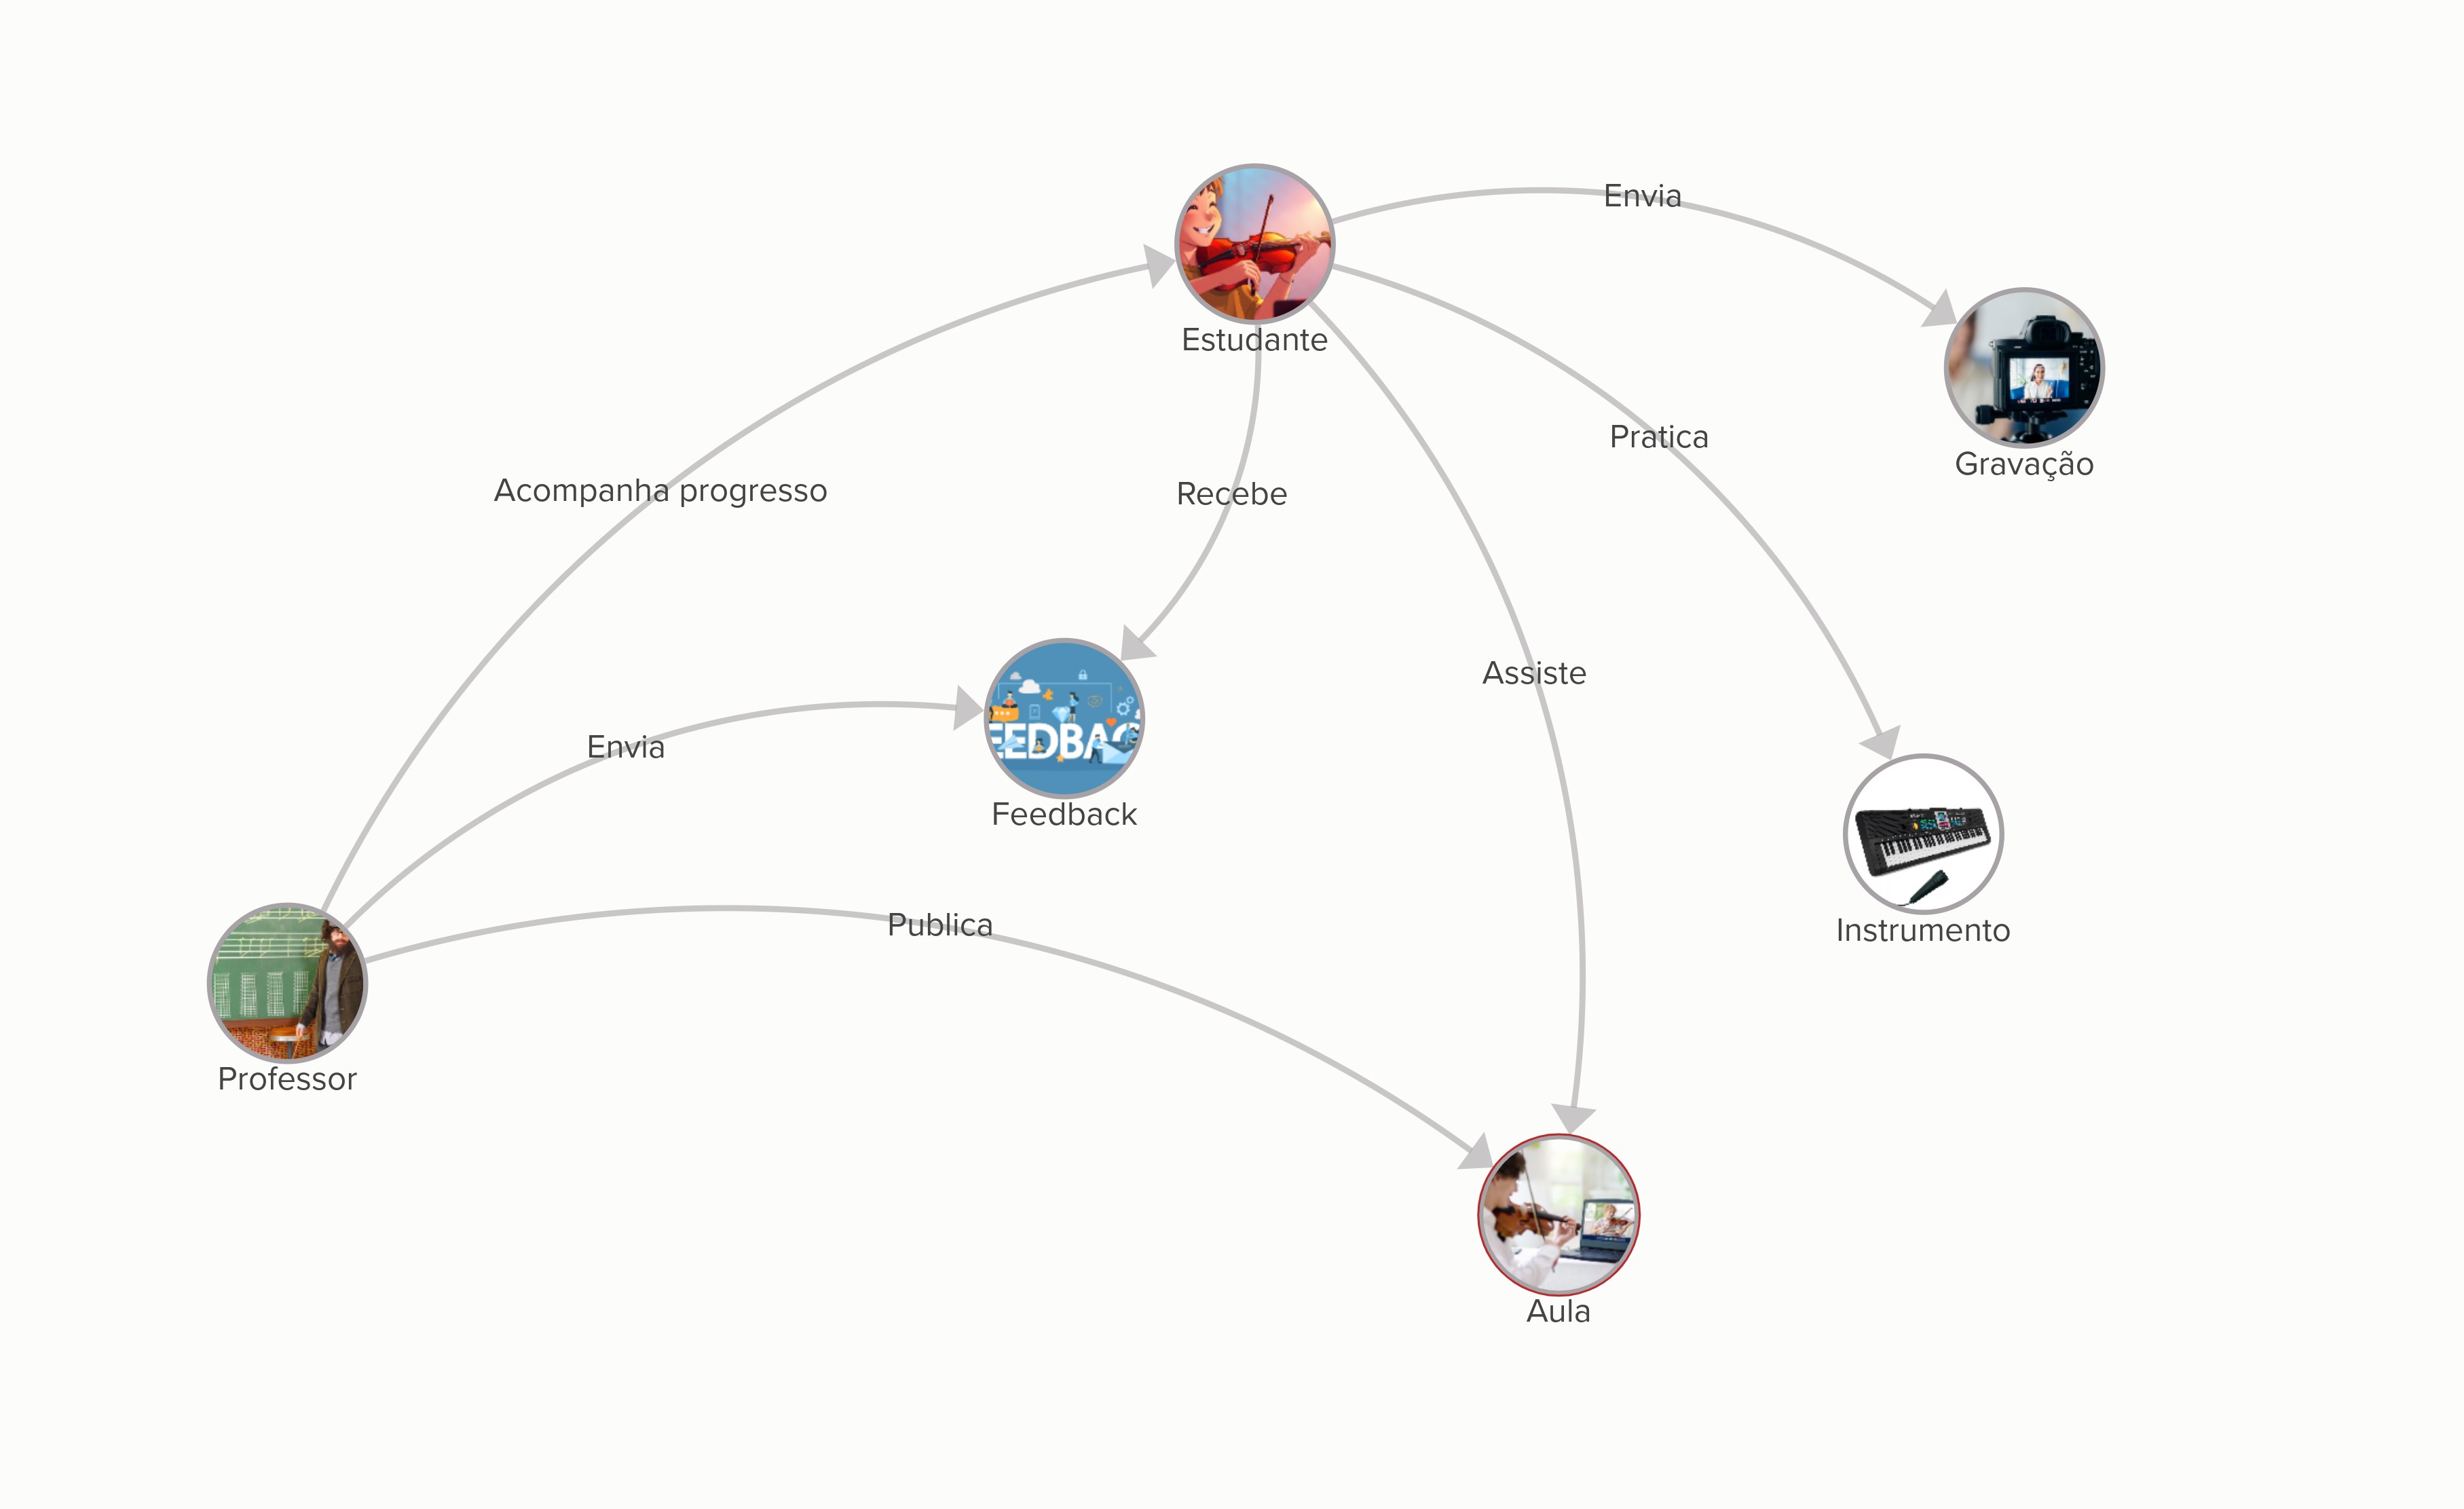 Envia
Estudante
Gravação
Pratica
Acompanha progresso
Recebe
Assiste
EEDBAC
Envia
Feedback
Publica
Instrumento
Professor
Aula